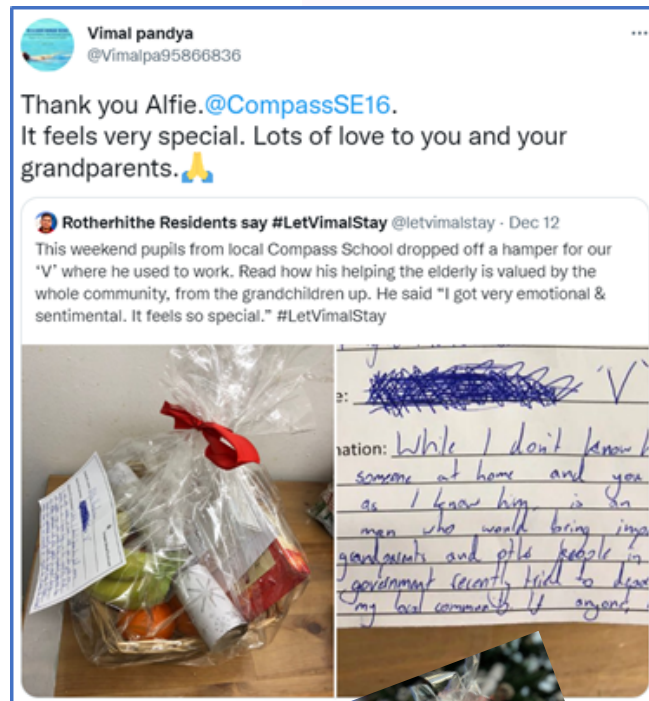 Vimal pandya
@Vimalpa95866836
Thank you Alfie.@CompassSE16.
It feels very special. Lots of love to you and your
grandparents.🙏
Rotherhithe Residents say #LetVimalStay @letvimalstay · Dec 12
This weekend pupils from local Compass School dropped off a hamper for our
‘V’ where he used to work. Read how his helping the elderly is valued by the
whole community, from the grandchildren up. He said “I got very emotional &
sentimental. It feels so special.” #LetVimalStay
e: 'V'
nation: While I don't know
someone at home and you
as I know him, is an
man who would bring
grandparents and people in
government recently tried to
my local community V anyone,